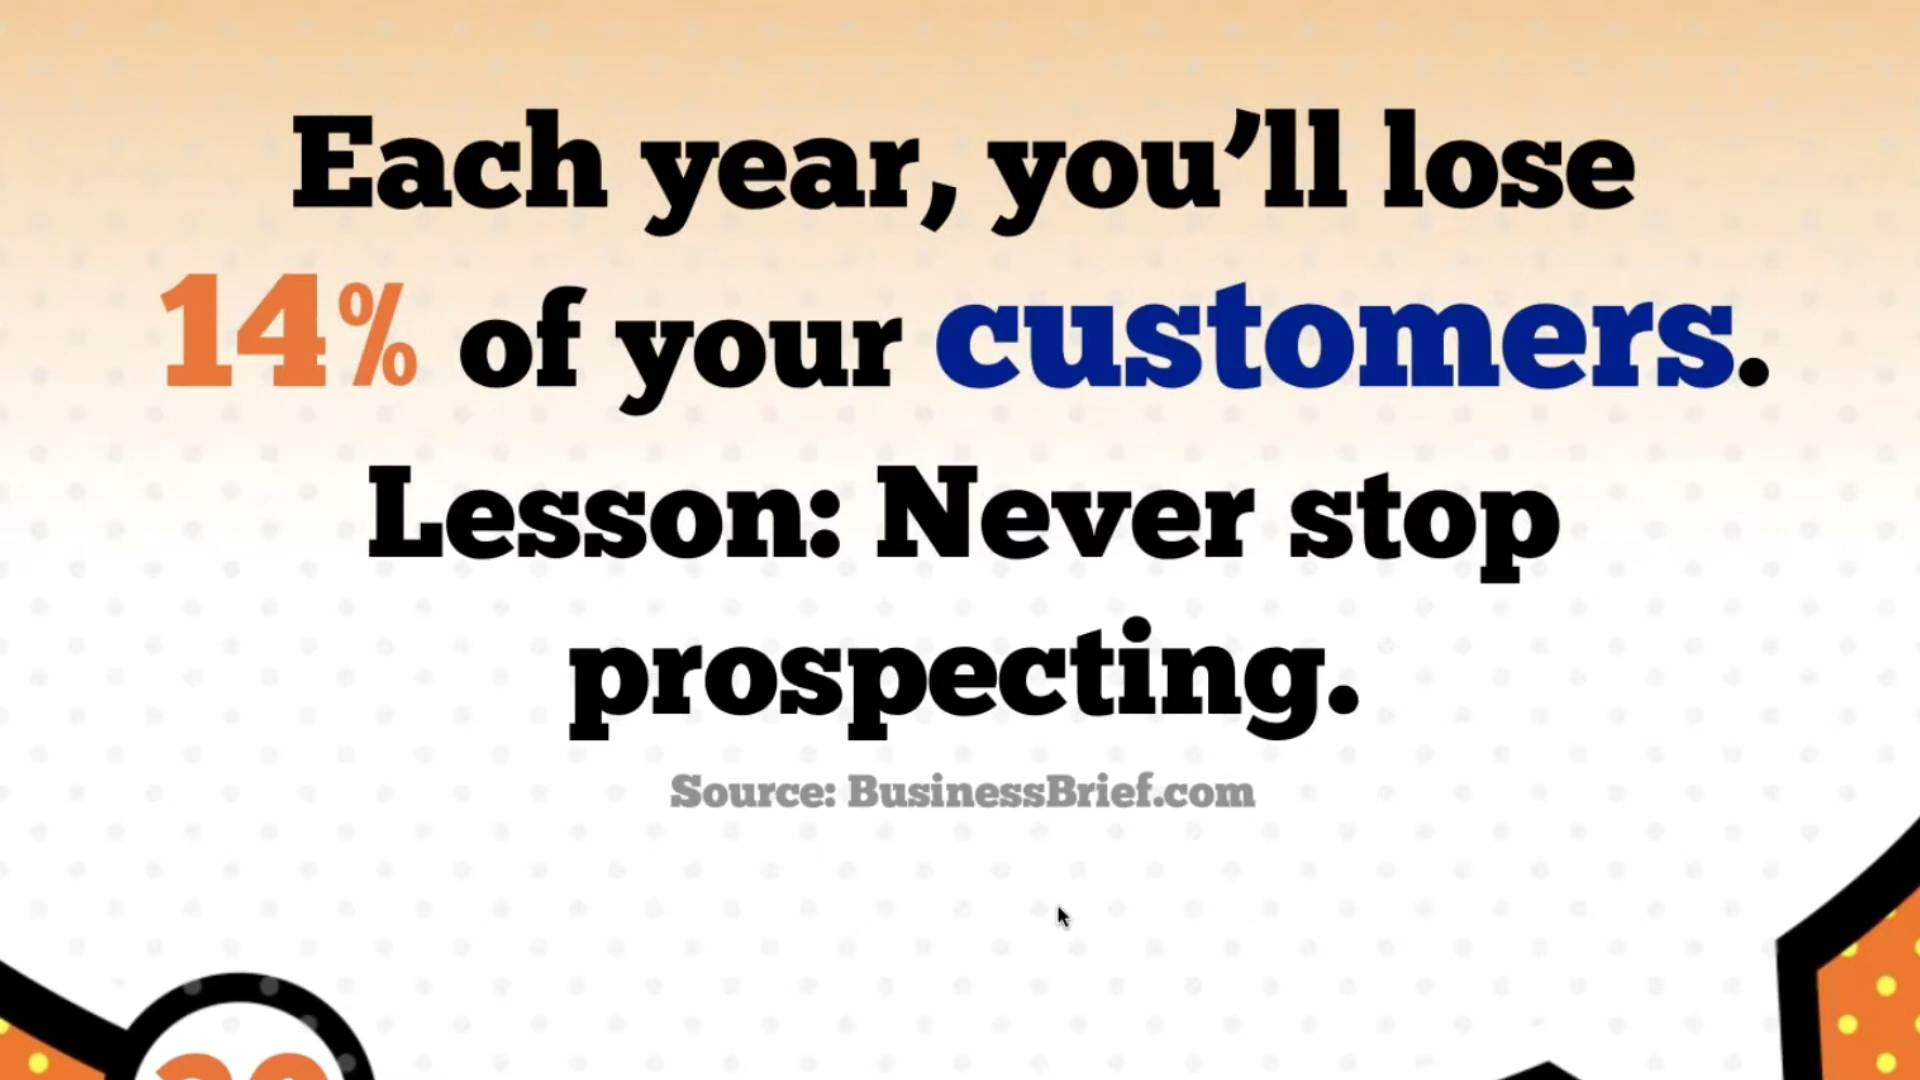 Each year, you’ll lose
14% of your customers.
Lesson: Never stop
prospecting.
Source: BusinessBrief.com